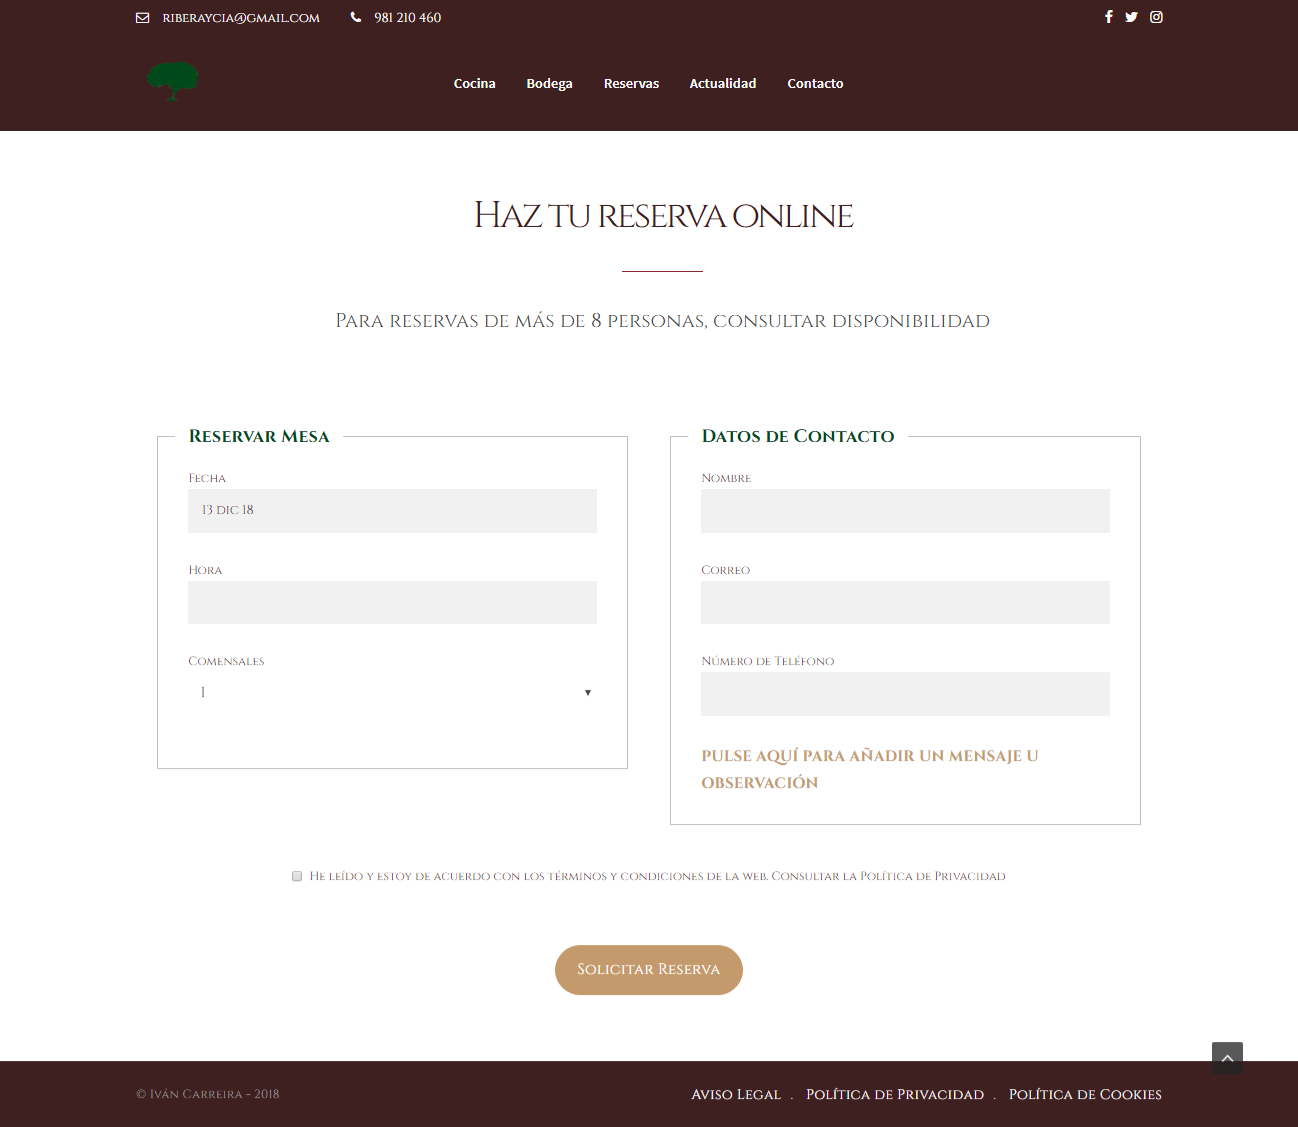 riberaycia@gmail.com 981 210 460
Cocina Bodega Reservas Actualidad Contacto
Haz tu reserva online
Para reservas de más de 8 personas, consultar disponibilidad
Reservar Mesa
Fecha
13 dic 18
Hora
Comensales
1
Datos de Contacto
Nombre
Correo
Número de Teléfono
PULSE AQUÍ PARA AÑADIR UN MENSAJE U
OBSERVACIÓN
He leído y estoy de acuerdo con los términos y condiciones de la web. Consultar la Política de Privacidad
Solicitar Reserva
© Iván Carreira - 2018
Aviso Legal . Política de Privacidad . Política de Cookies